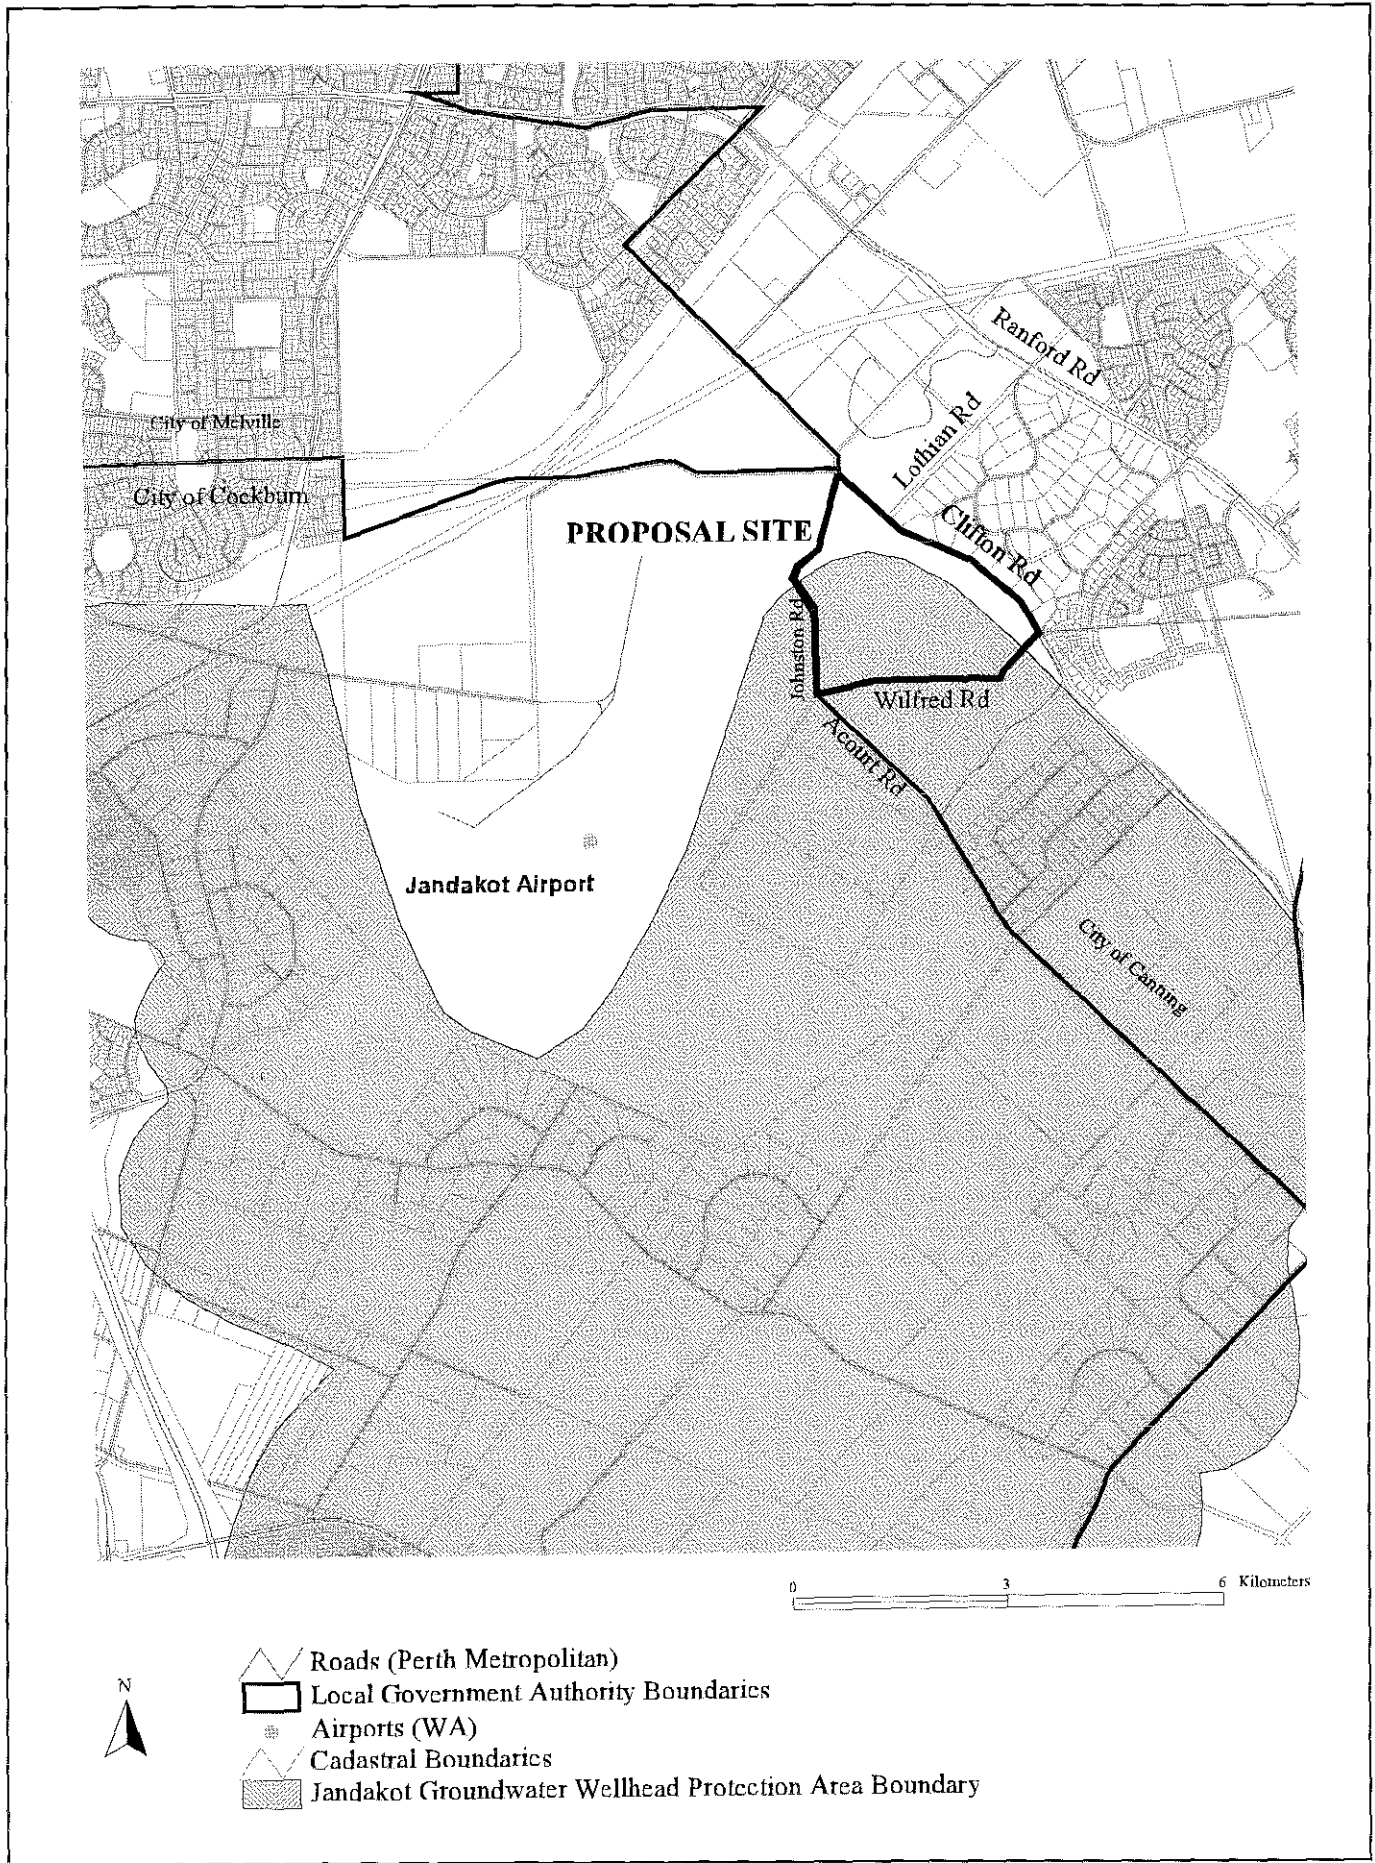 Ranford Rd
Lothian Rd
City of Melville
City of Cockburn
PROPOSAL SITE
Clifton Rd
Johnston Rd
Wilfred Rd
Acourt Rd
Jandakot Airport
City of Canning
0 3 6 Kilometers
Roads (Perth Metropolitan)
N
Local Government Authority Boundaries
Airports (WA)
Cadastral Boundaries
Jandakot Groundwater Wellhead Protection Area Boundary